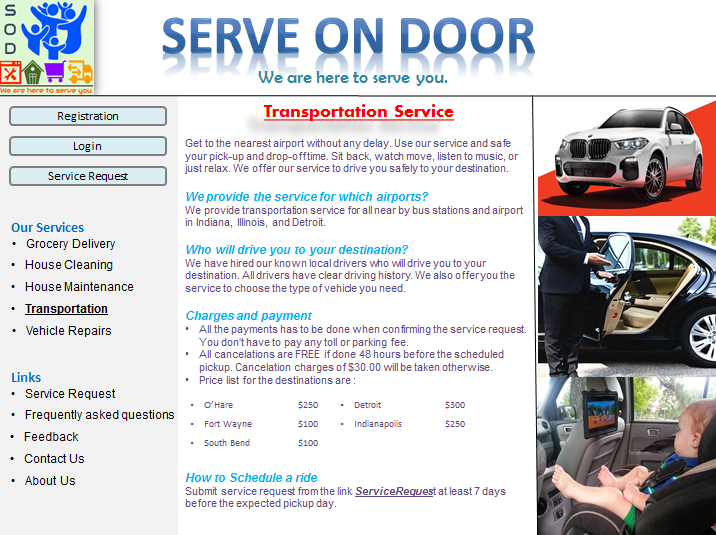 S
O
D
We are here to serve you.
SERVE ON DOOR
We are here to serve you.
Registration
Login
Service Request
Our Services
• Grocery Delivery
• House Cleaning
• House Maintenance
• Transportation
• Vehicle Repairs
Links
• Service Request
• Frequently asked questions
• Feedback
• Contact Us
• About Us
Transportation Service
Get to the nearest airport without any delay. Use our service and safe
your pick-up and drop-off time. Sit back, watch move, listen to music, or
just relax. We offer our service to drive you safely to your destination.
We provide the service for which airports?
We provide transportation service for all near by bus stations and airport
in Indiana, Illinois, and Detroit.
Who will drive you to your destination?
We have hired our known local drivers who will drive you to your
destination. All drivers have clear driving history. We also offer you the
service to choose the type of vehicle you need.
Charges and payment
• All the payments has to be done when confirming the service request.
You don't have to pay any toll or parking fee.
• All cancelations are FREE if done 48 hours before the scheduled
pickup. Cancelation charges of $30.00 will be taken otherwise.
• Price list for the destinations are :
• O'Hare $250 • Detroit $300
• Fort Wayne $100 • Indianapolis $250
• South Bend $100
How to Schedule a ride
Submit service request from the link ServiceRequest at least 7 days
before the expected pickup day.